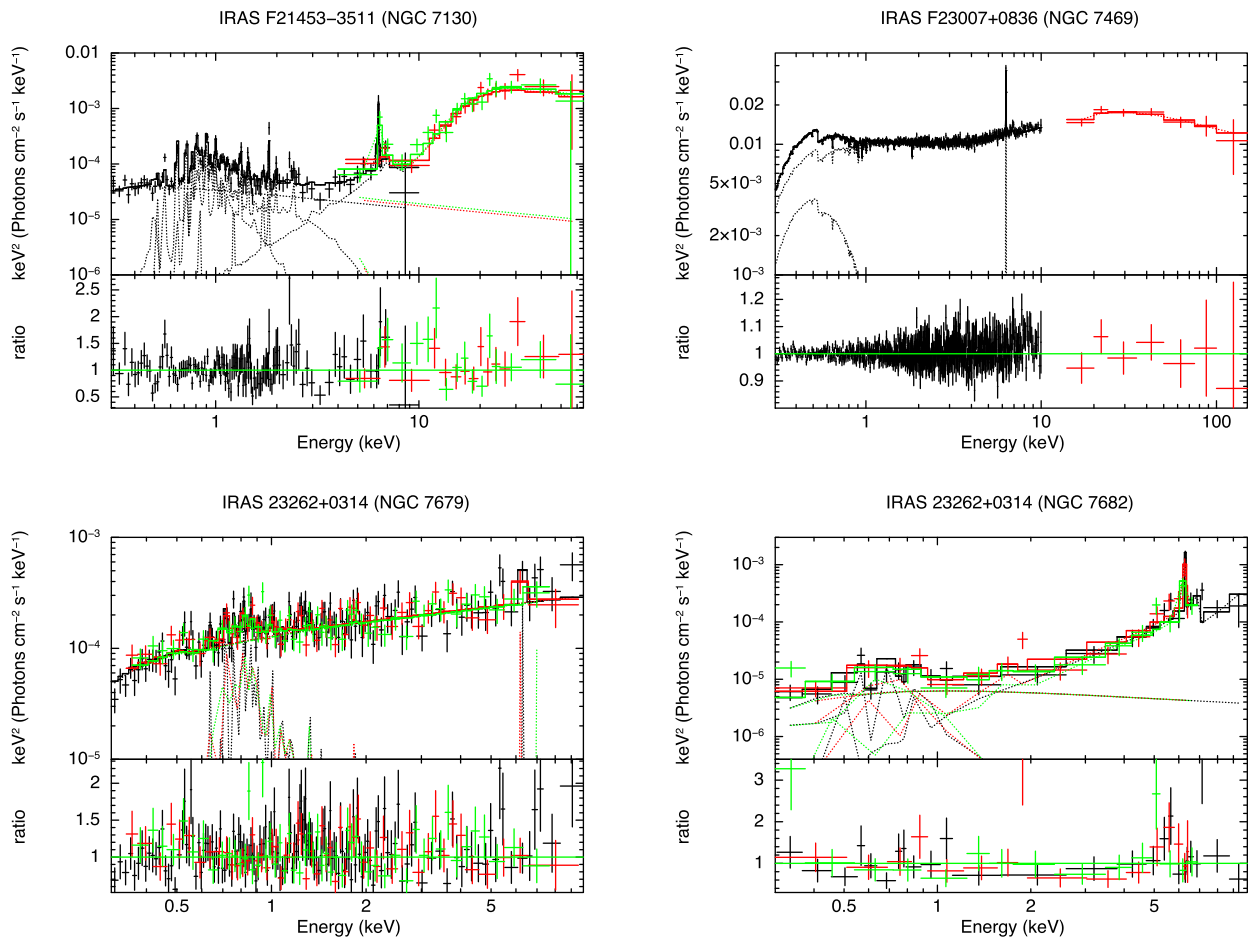 IRAS F21453−3511 (NGC 7130)
keV² (Photons cm⁻² s⁻¹ keV⁻¹)
0.01
10⁻³
10⁻⁴
10⁻⁵
10⁻⁶
ratio
2.5
2
1.5
1
0.5
1 10
Energy (keV)
IRAS F23007+0836 (NGC 7469)
keV² (Photons cm⁻² s⁻¹ keV⁻¹)
0.02
0.01
5×10⁻³
2×10⁻³
10⁻³
ratio
1.2
1.1
1
0.9
1 10 100
Energy (keV)
IRAS 23262+0314 (NGC 7679)
keV² (Photons cm⁻² s⁻¹ keV⁻¹)
10⁻³
10⁻⁴
10⁻⁵
ratio
2
1.5
1
0.5 1 2 5
Energy (keV)
IRAS 23262+0314 (NGC 7682)
keV² (Photons cm⁻² s⁻¹ keV⁻¹)
10⁻³
10⁻⁴
10⁻⁵
10⁻⁶
ratio
3
2
1
0.5 1 2 5
Energy (keV)